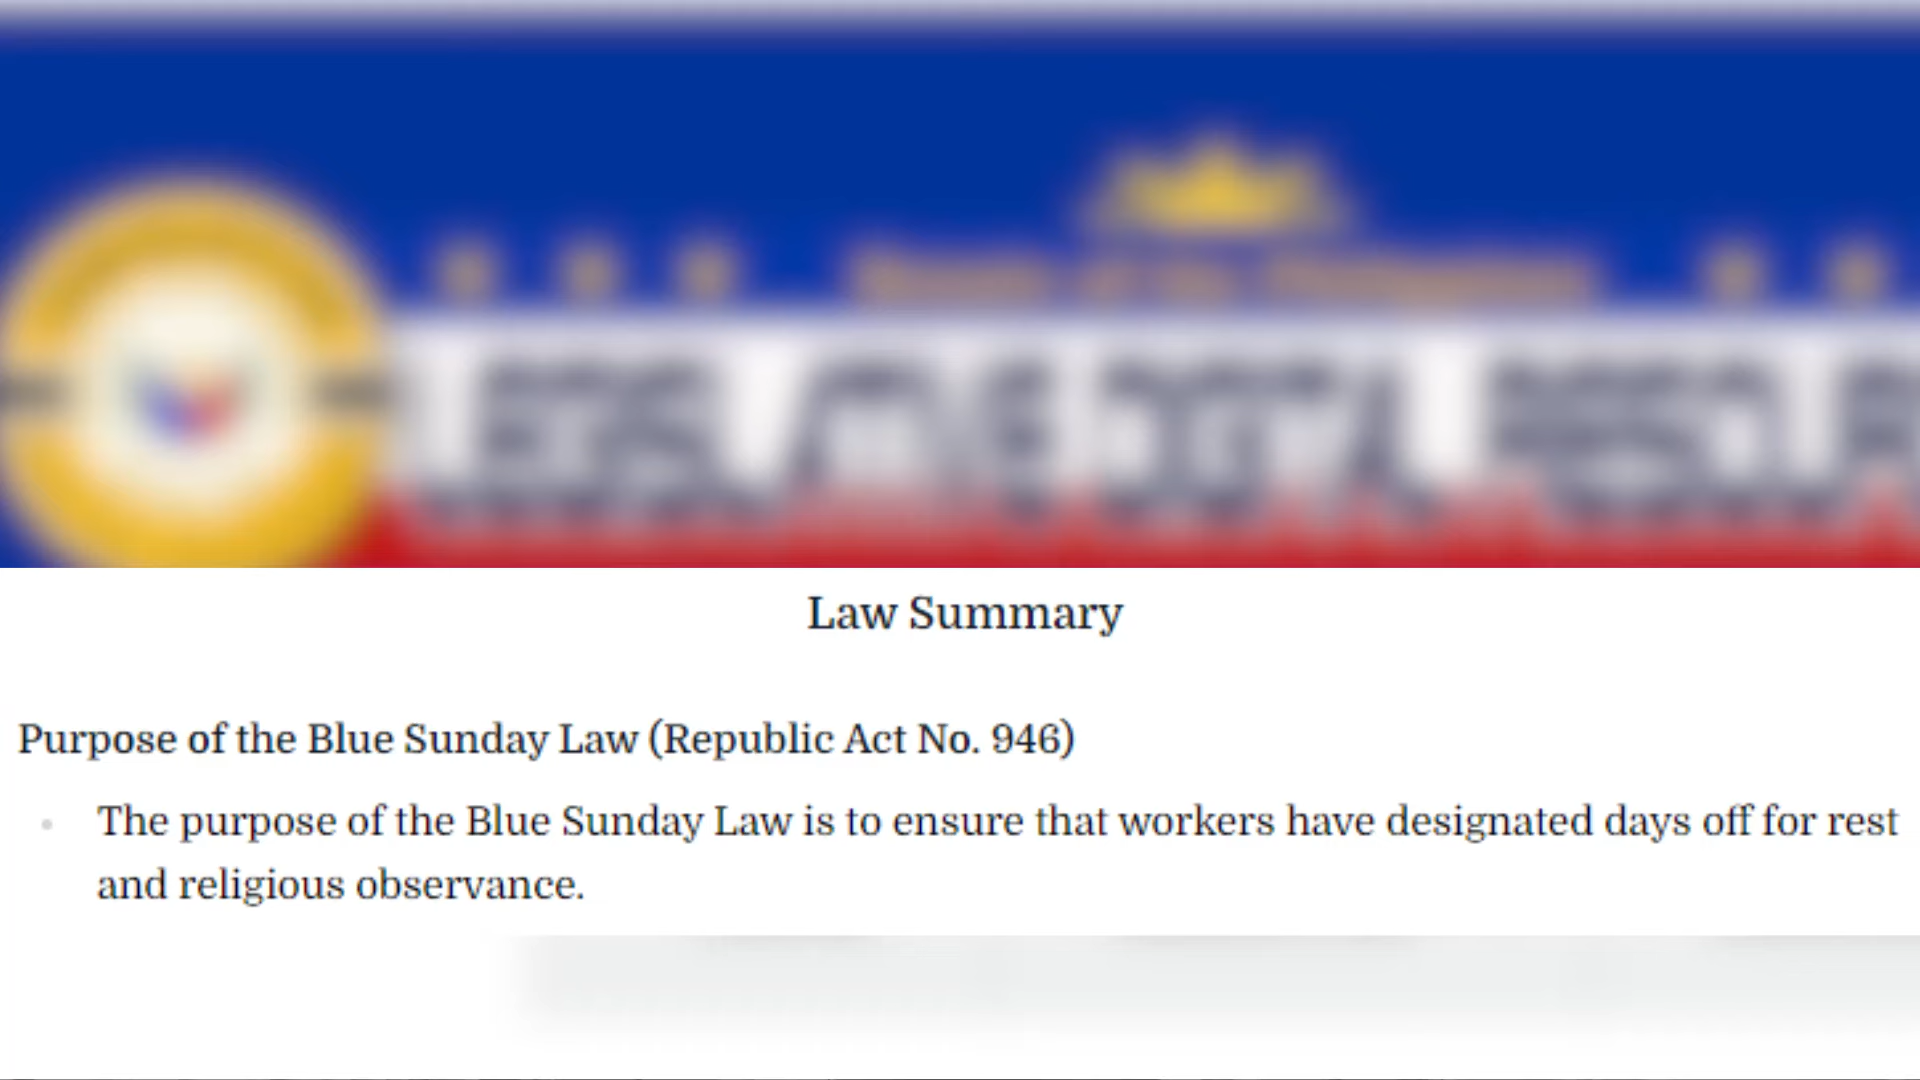 Law Summary
Purpose of the Blue Sunday Law (Republic Act No. 946)
The purpose of the Blue Sunday Law is to ensure that workers have designated days off for rest
and religious observance.